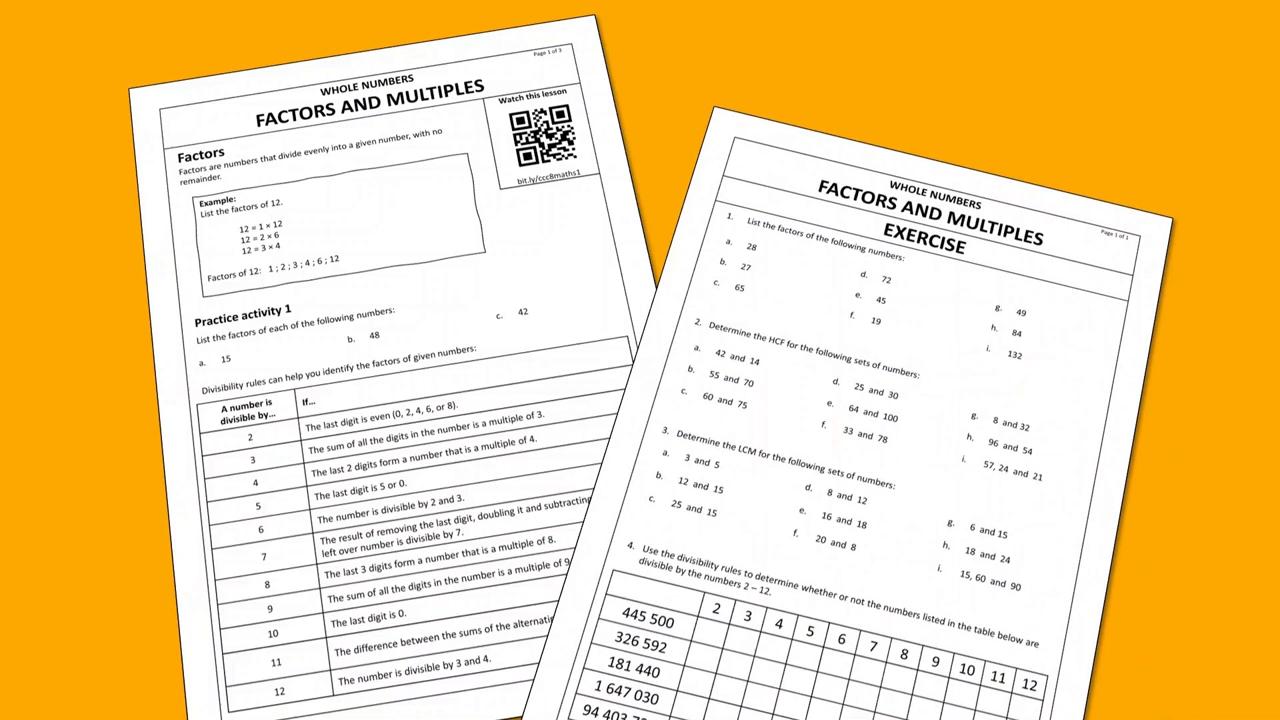 Page 1 of 3
WHOLE NUMBERS
FACTORS AND MULTIPLES
Watch this lesson
bit.ly/ccc8maths1
Factors
Factors are numbers that divide evenly into a given number, with no
remainder.
Example:
List the factors of 12.
12 = 1 × 12
12 = 2 × 6
12 = 3 × 4
Factors of 12: 1 ; 2 ; 3 ; 4 ; 6 ; 12
Practice activity 1
List the factors of each of the following numbers:
a. 15 b. 48 c. 42
Divisibility rules can help you identify the factors of given numbers:
A number is divisible by... If...
2 The last digit is even (0, 2, 4, 6, or 8).
3 The sum of all the digits in the number is a multiple of 3.
4 The last 2 digits form a number that is a multiple of 4.
5 The last digit is 5 or 0.
6 The number is divisible by 2 and 3.
7 The result of removing the last digit, doubling it and subtracting
left over number is divisible by 7.
8 The last 3 digits form a number that is a multiple of 8.
9 The sum of all the digits in the number is a multiple of 9
10 The last digit is 0.
11 The difference between the sums of the
12 The number is divisible by 3 and 4.
Page 1 of 1
WHOLE NUMBERS
FACTORS AND MULTIPLES
EXERCISE
1. List the factors of the following numbers:
a. 28 d. 72 g. 49
b. 27 e. 45 h. 84
c. 65 f. 19 i. 132
2. Determine the HCF for the following sets of numbers:
a. 42 and 14 d. 25 and 30 g. 8 and 32
b. 55 and 70 e. 64 and 100 h. 96 and 54
c. 60 and 75 f. 33 and 78 i. 57, 24 and 21
3. Determine the LCM for the following sets of numbers:
a. 3 and 5 d. 8 and 12 g. 6 and 15
b. 12 and 15 e. 16 and 18 h. 18 and 24
c. 25 and 15 f. 20 and 8 i. 15, 60 and 90
4. Use the divisibility rules to determine whether or not the numbers listed in the table below are
divisible by the numbers 2 – 12.
2 3 4 5 6 7 8 9 10 11 12
445 500
326 592
181 440
1 647 030
94 403